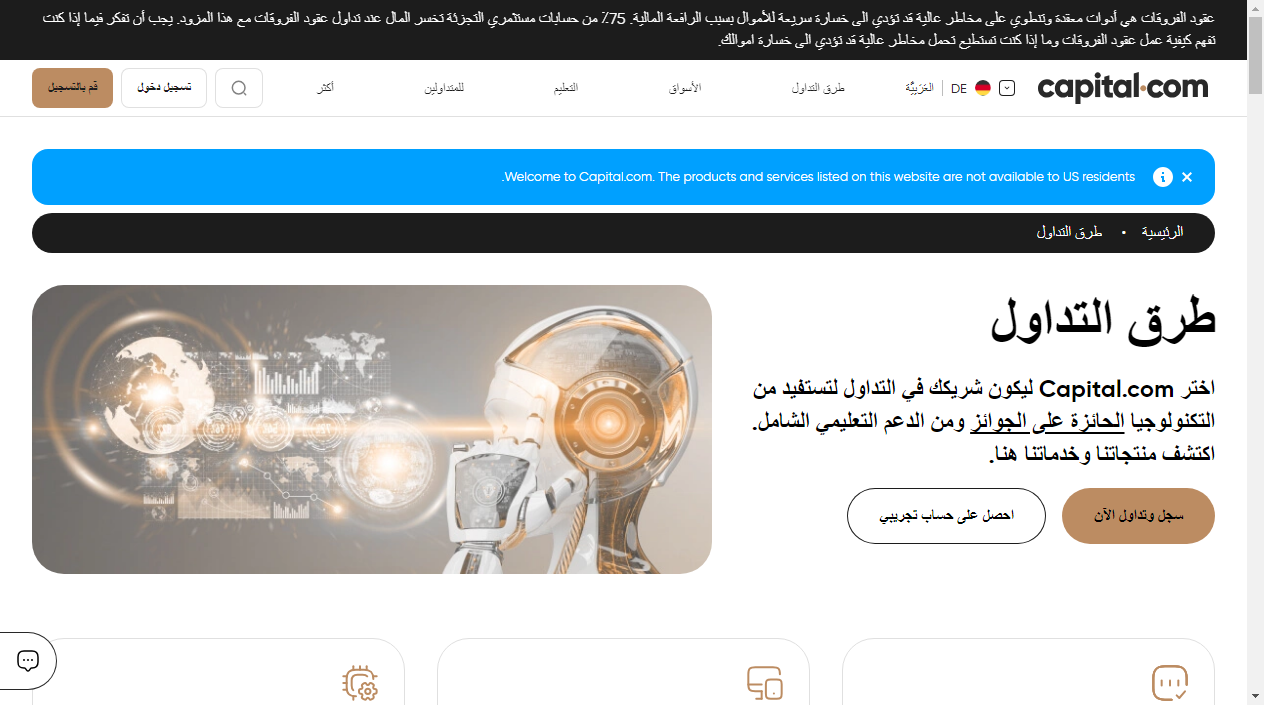 عقود الفروقات هي أدوات معقدة وتنطوي على مخاطر عالية قد تؤدي الى خسارة سريعة للأموال بسبب الرافعة المالية. 75٪ من حسابات مستثمري التجزئة تخسر المال عند تداول عقود الفروقات مع هذا المزود. يجب أن تفكر فيما إذا كنت
تفهم كيفية عمل عقود الفروقات وما إذا كنت تستطيع تحمل مخاطر عالية قد تؤدي الى خسارة اموالك.
capital.com
DE العَرَبِيَّة
طرق التداول
الأسواق
التعليم
للمتداولين
أكثر
تسجيل دخول
قم بالتسجيل
Welcome to Capital.com. The products and services listed on this website are not available to US residents.
الرئيسية • طرق التداول
طرق التداول
اختر Capital.com ليكون شريكك في التداول لتستفيد من
التكنولوجيا الحائزة على الجوائز ومن الدعم التعليمي الشامل.
اكتشف منتجاتنا وخدماتنا هنا.
سجل وتداول الآن
احصل على حساب تجريبي